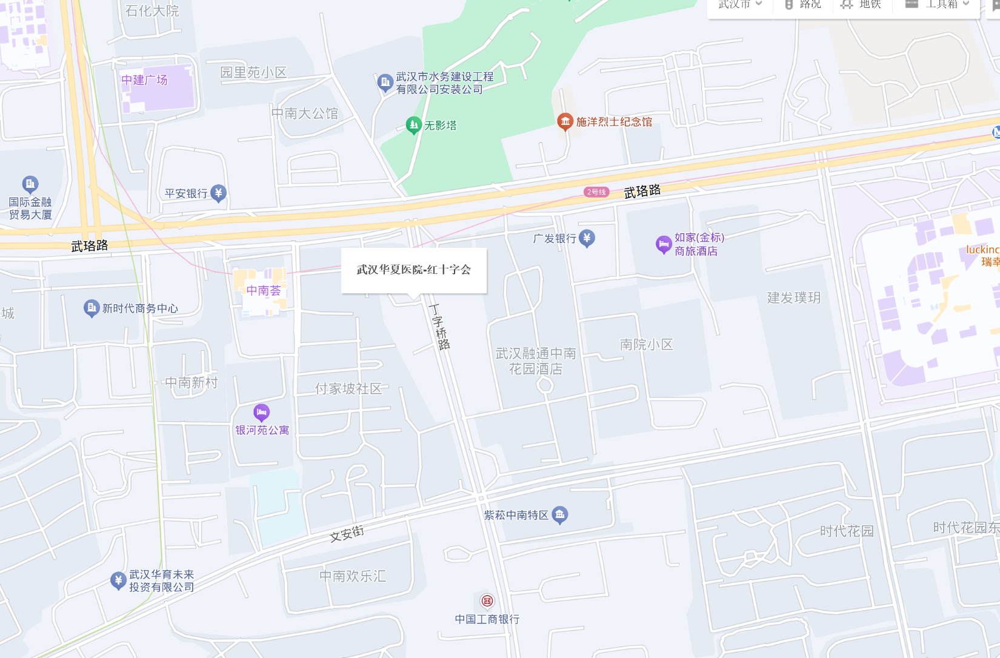 石化大院
武汉市
路况
地铁
工具箱
园里苑小区
中建广场
武汉市水务建设工程
有限公司安装公司
中南大公馆
无影塔
施洋烈士纪念馆
国际金融
贸易大厦
平安银行
2号线
武珞路
武珞路
广发银行
如家(金标)
商旅酒店
luckinc
瑞幸
武汉华夏医院-红十字会
中南荟
新时代商务中心
城
建发璞玥
丁字桥路
南院小区
武汉融通中南
花园酒店
中南新村
付家坡社区
银河苑公寓
紫菘中南特区
文安街
时代花园
时代花园东
武汉华育未来
投资有限公司
中南欢乐汇
中国工商银行